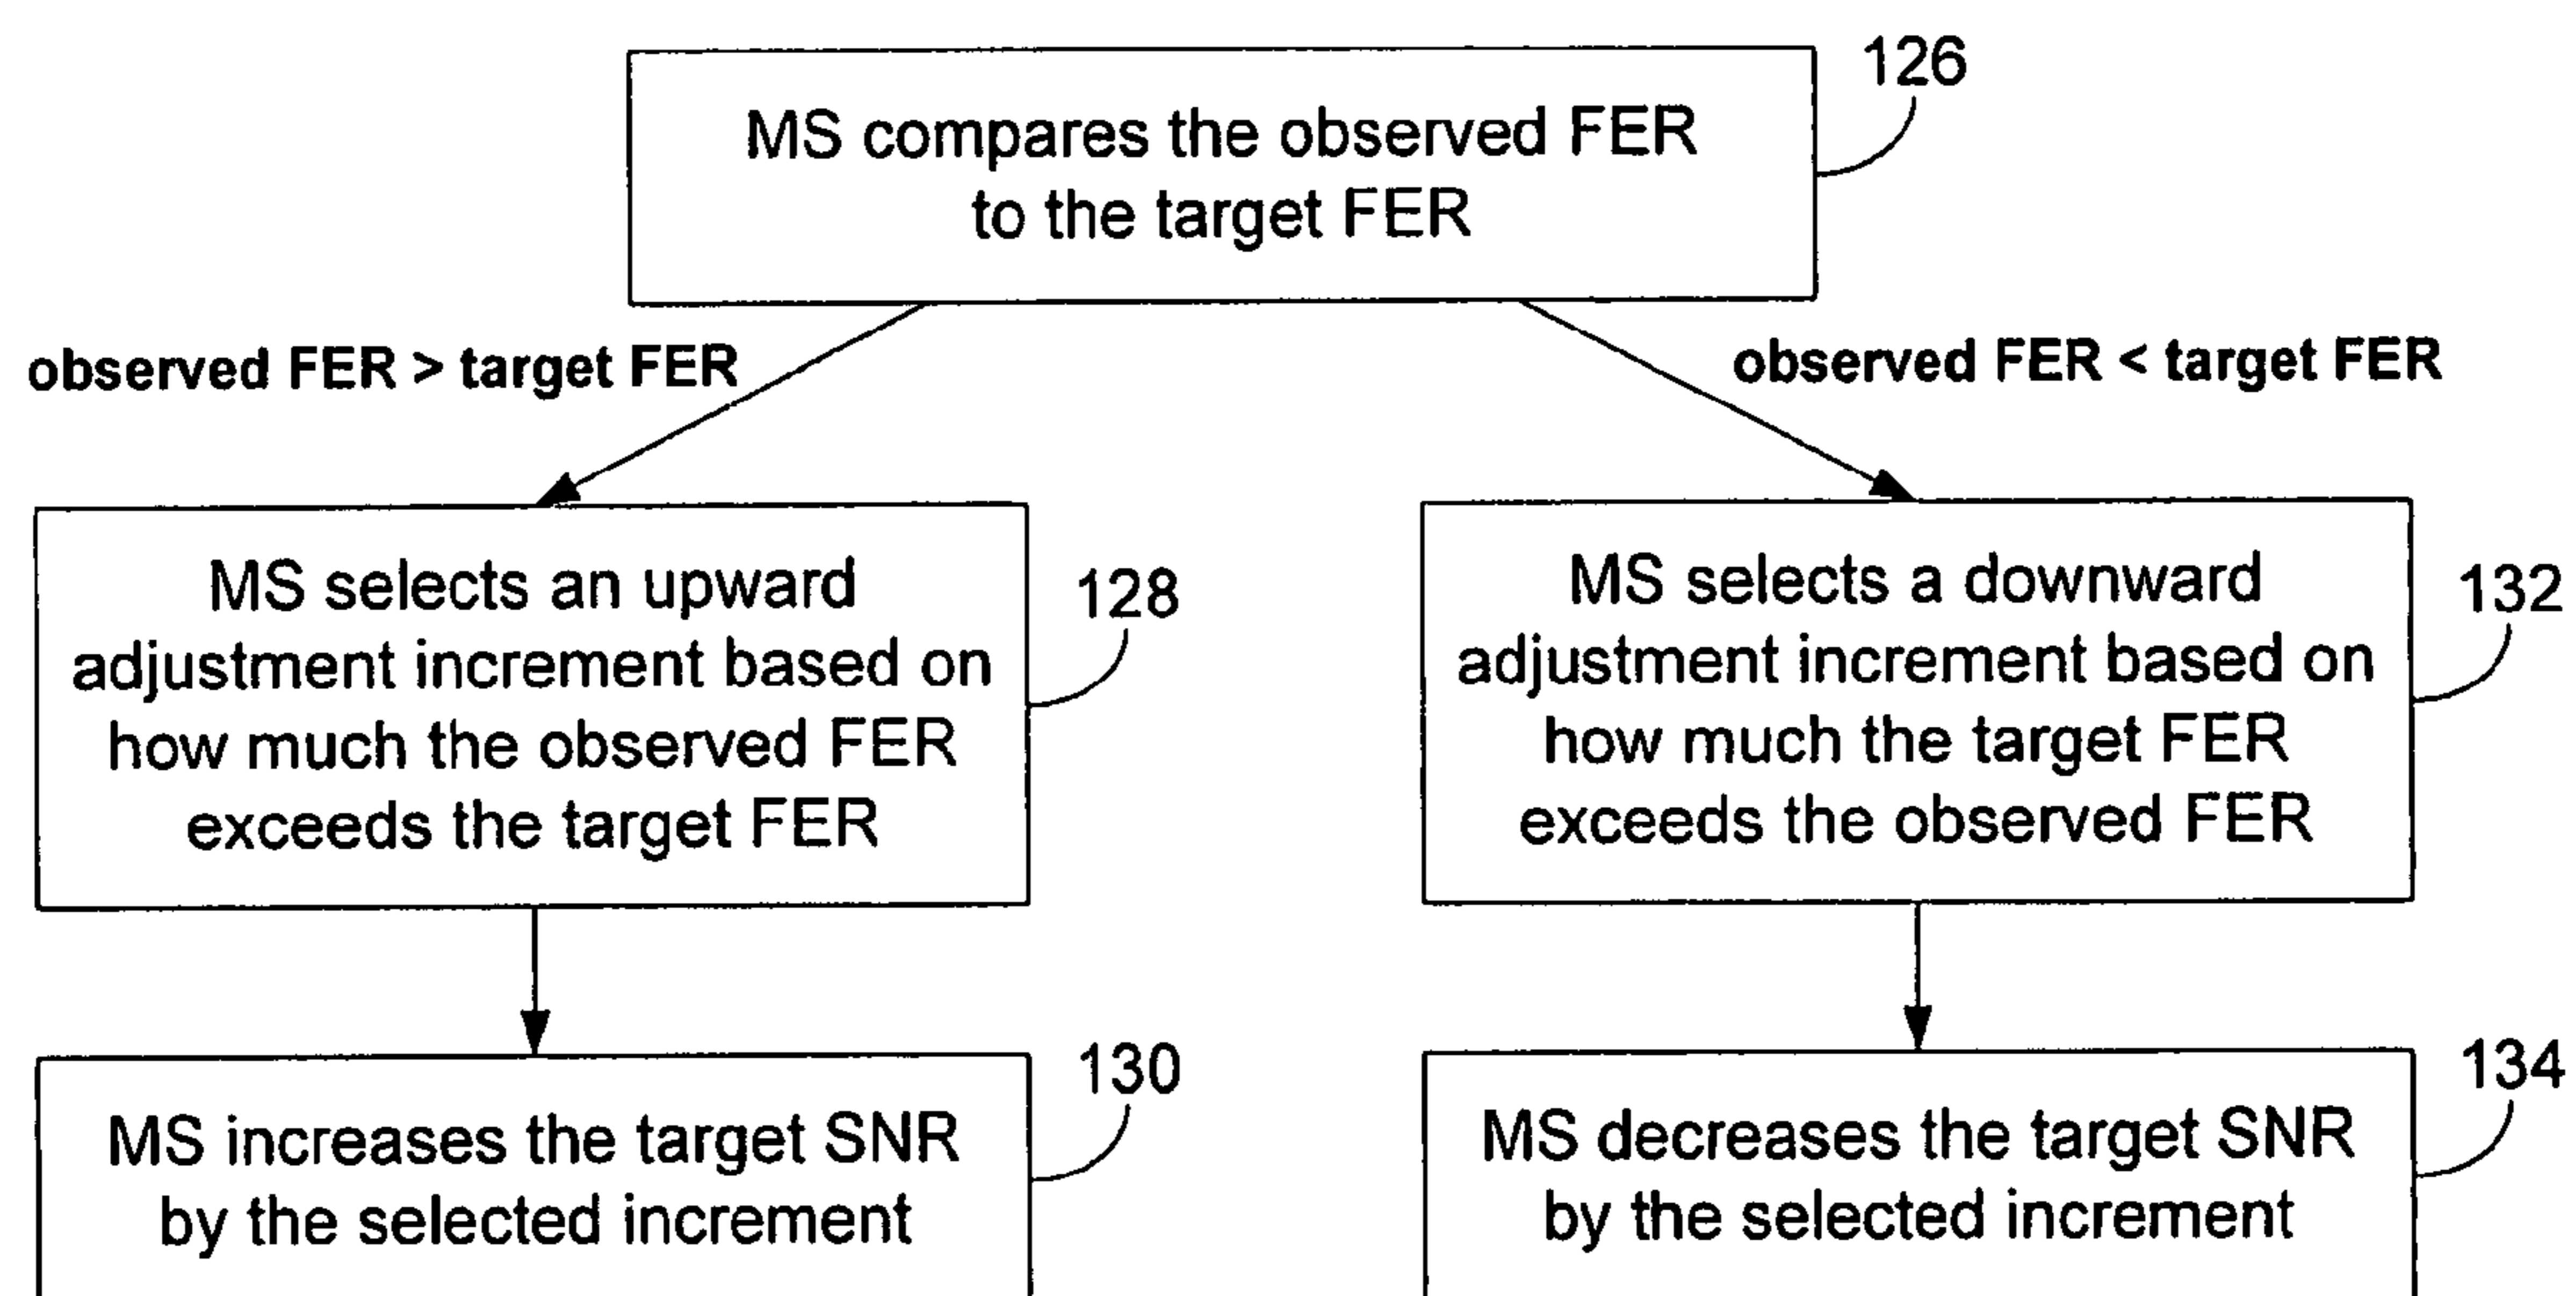 126
MS compares the observed FER
to the target FER
observed FER > target FER
observed FER < target FER
MS selects an upward
adjustment increment based on
how much the observed FER
exceeds the target FER
128
MS selects a downward
adjustment increment based on
how much the target FER
exceeds the observed FER
132
MS increases the target SNR
by the selected increment
130
MS decreases the target SNR
by the selected increment
134